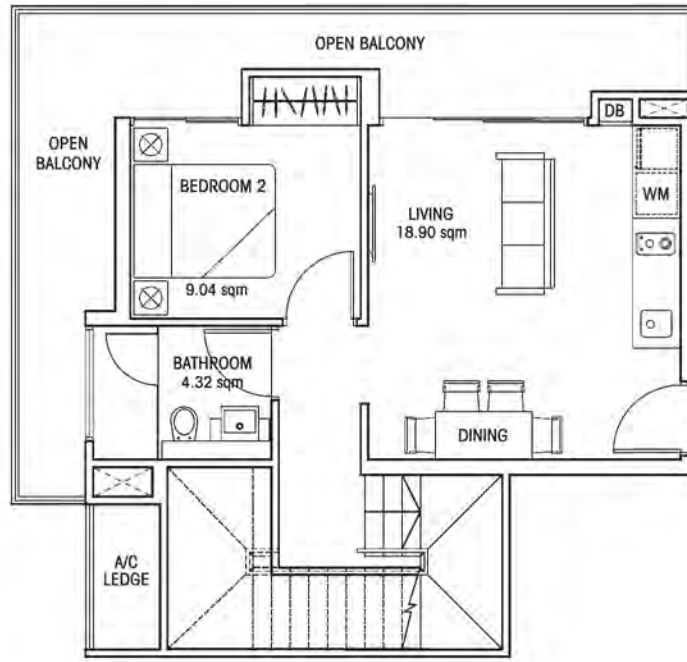 OPEN BALCONY
OPEN
BALCONY
DB
BEDROOM 2
9.04 sqm
LIVING
18.90 sqm
WM
BATHROOM
4.32 sqm
DINING
A/C
LEDGE